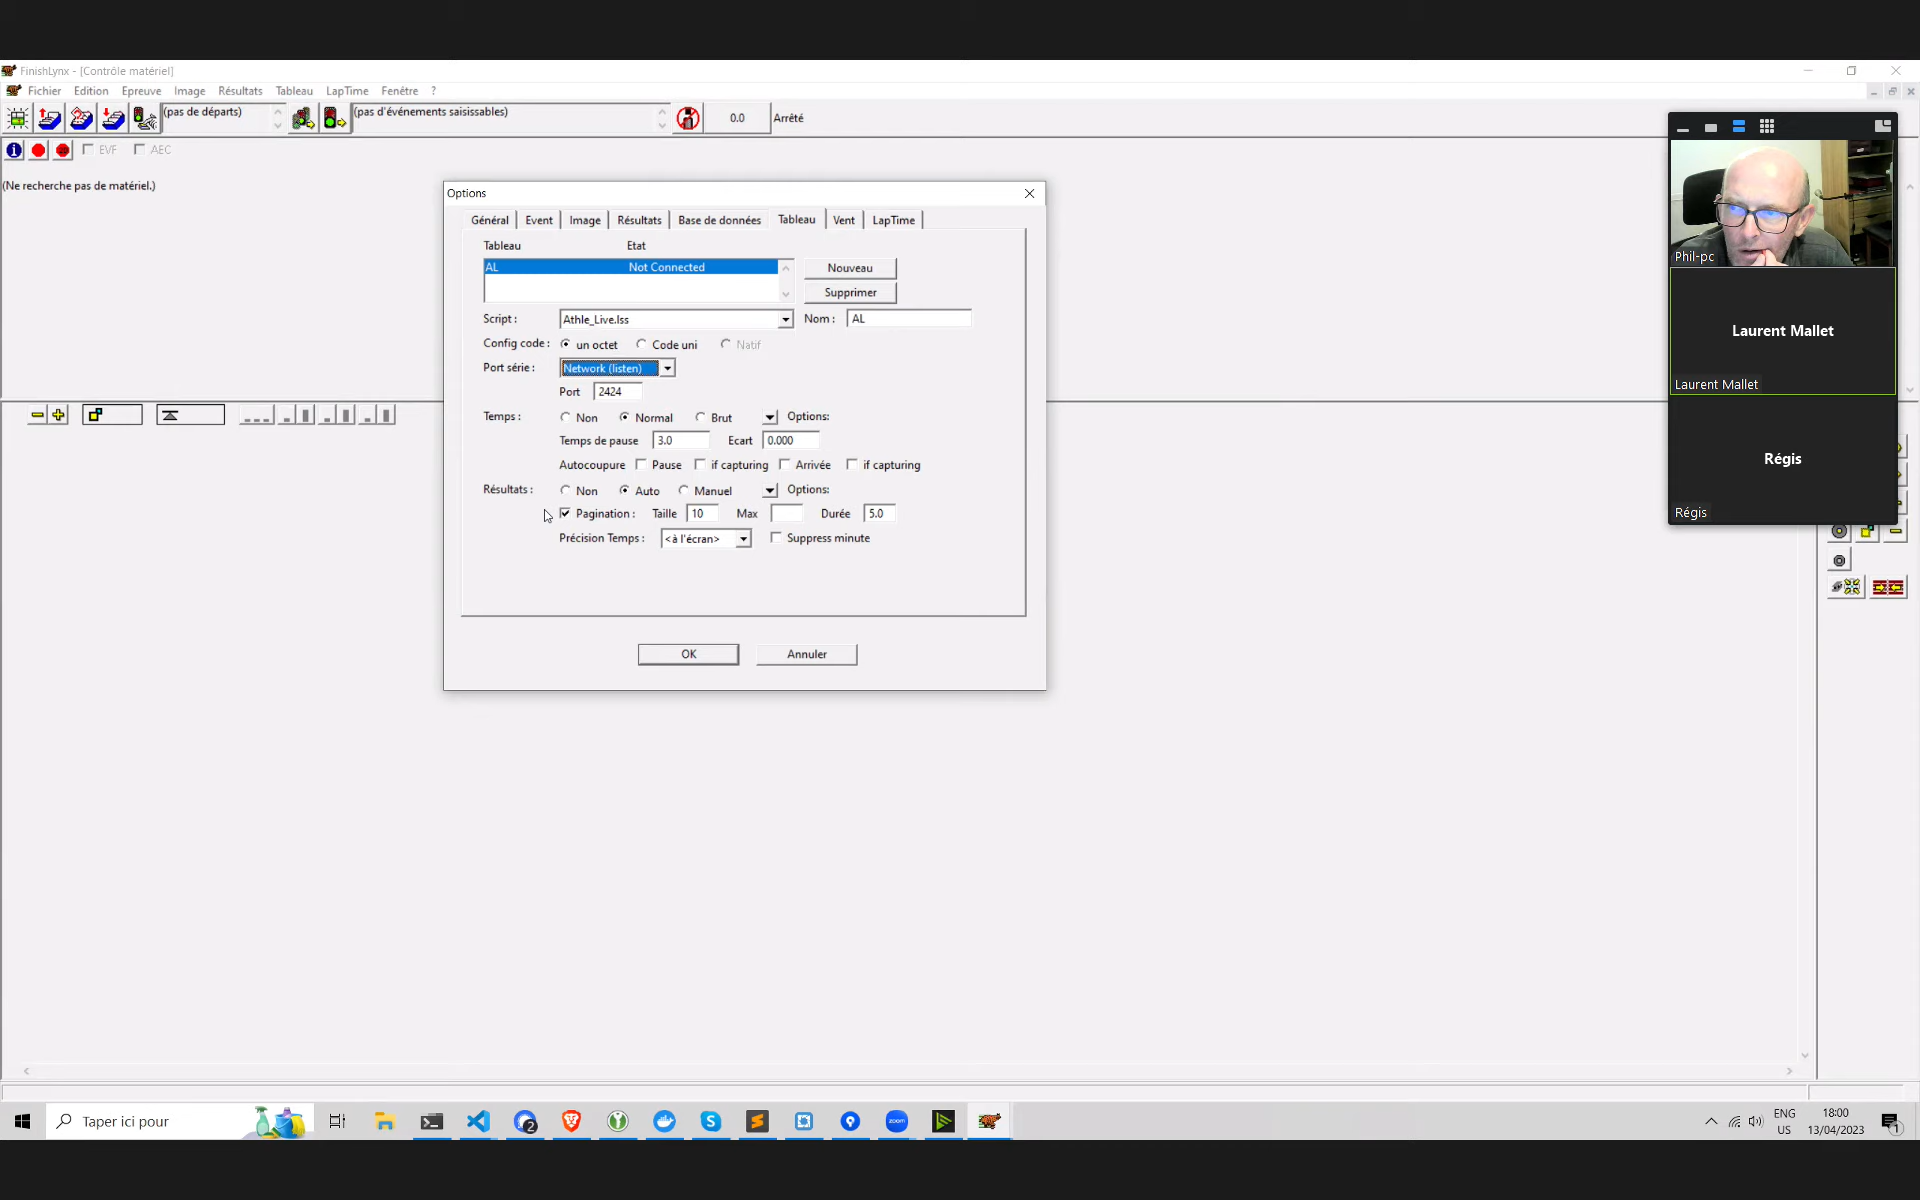 FinishLynx - [Contrôle matériel]
Fichier Edition Epreuve Image Résultats Tableau LapTime Fenêtre ?
(pas de départs) (pas d'événements saisissables) 0.0 Arrêté
EVF AEC
(Ne recherche pas de matériel.)
Options
Général Event Image Résultats Base de données Tableau Vent LapTime
Tableau Etat
AL Not Connected Nouveau
Supprimer
Script : Athle_Live.lss Nom : AL
Config code : un octet Code uni Natif
Port série : Network (listen)
Port 2424
Temps : Non Normal Brut Options:
Temps de pause 3.0 Ecart 0.000
Autocoupure Pause if capturing Arrivée if capturing
Résultats : Non Auto Manuel Options:
Pagination : Taille 10 Max Durée 5.0
Précision Temps : <à l'écran> Suppress minute
OK Annuler
Phil-pc
Laurent Mallet
Laurent Mallet
Régis
Régis
Taper ici pour
2
zoom
ENG
US
18:00
13/04/2023
1